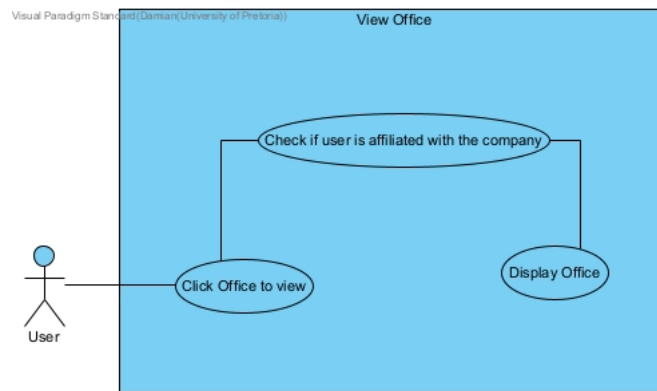 Visual Paradigm Standard(Damian(University of Pretoria))
View Office
Check if user is affiliated with the company
Click Office to view
Display Office
User